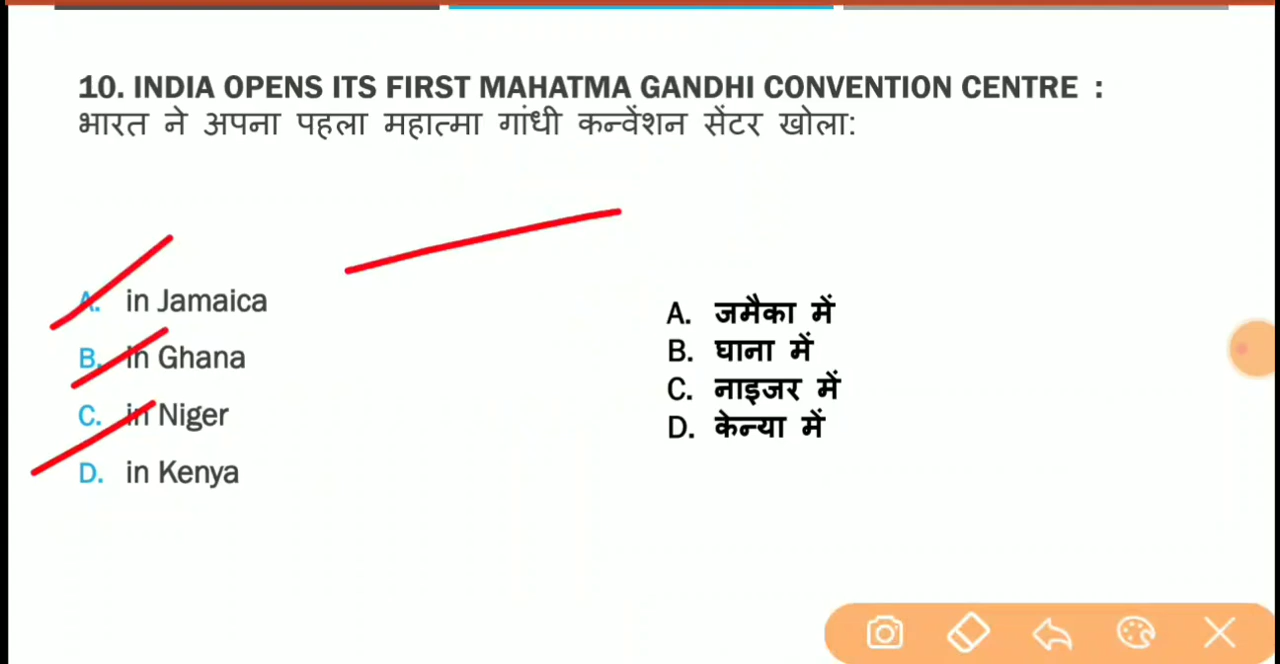 10. INDIA OPENS ITS FIRST MAHATMA GANDHI CONVENTION CENTRE :
भारत ने अपना पहला महात्मा गांधी कन्वेंशन सेंटर खोला:
A. in Jamaica
B. in Ghana
C. in Niger
D. in Kenya
A. जमैका में
B. घाना में
C. नाइजर में
D. केन्या में